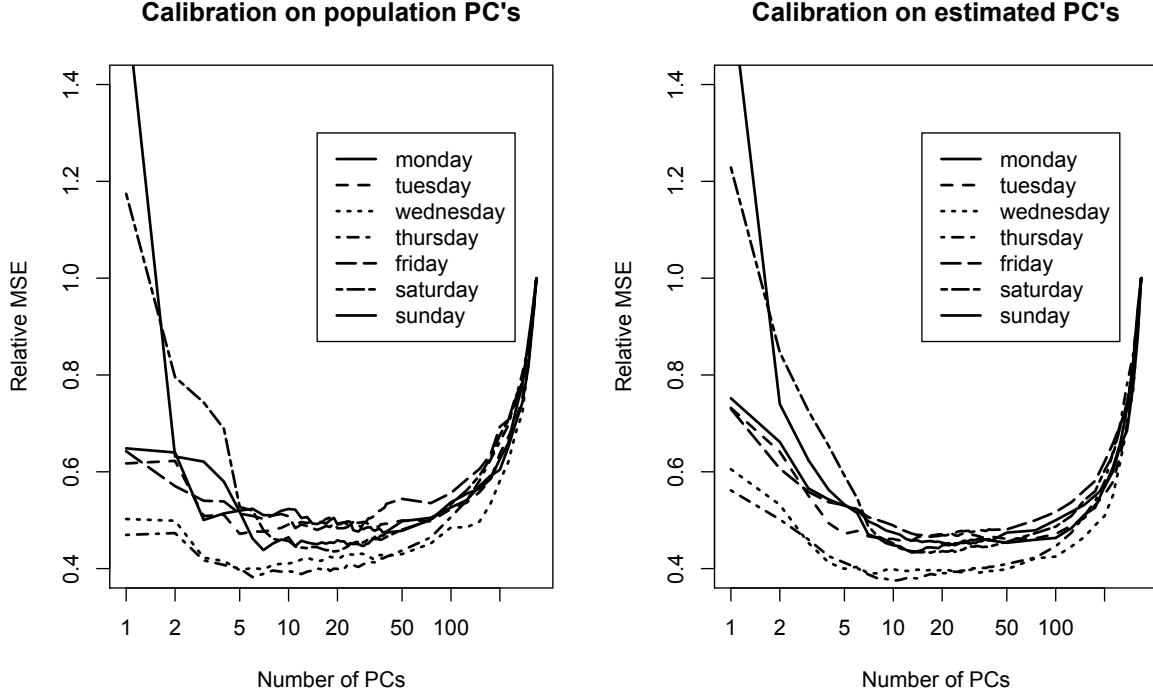 Calibration on population PC's
Relative MSE
1.4
1.2
1.0
0.8
0.6
0.4
monday
tuesday
wednesday
thursday
friday
saturday
sunday
1 2 5 10 20 50 100
Number of PCs
Calibration on estimated PC's
Relative MSE
1.4
1.2
1.0
0.8
0.6
0.4
monday
tuesday
wednesday
thursday
friday
saturday
sunday
1 2 5 10 20 50 100
Number of PCs